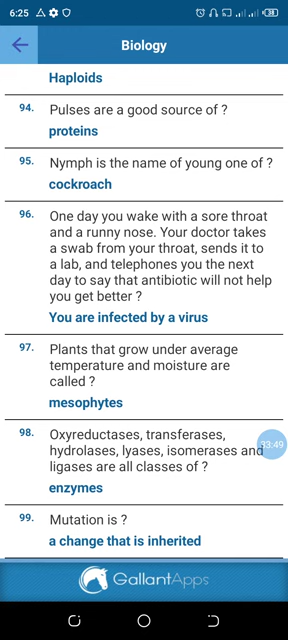 6:25
38
Biology
Haploids
94. Pulses are a good source of ?
proteins
95. Nymph is the name of young one of ?
cockroach
96. One day you wake with a sore throat
and a runny nose. Your doctor takes
a swab from your throat, sends it to
a lab, and telephones you the next
day to say that antibiotic will not help
you get better ?
You are infected by a virus
97. Plants that grow under average
temperature and moisture are
called ?
mesophytes
98. Oxyreductases, transferases,
hydrolases, lyases, isomerases and
ligases are all classes of ?
33:49
enzymes
99. Mutation is ?
a change that is inherited
GallantApps